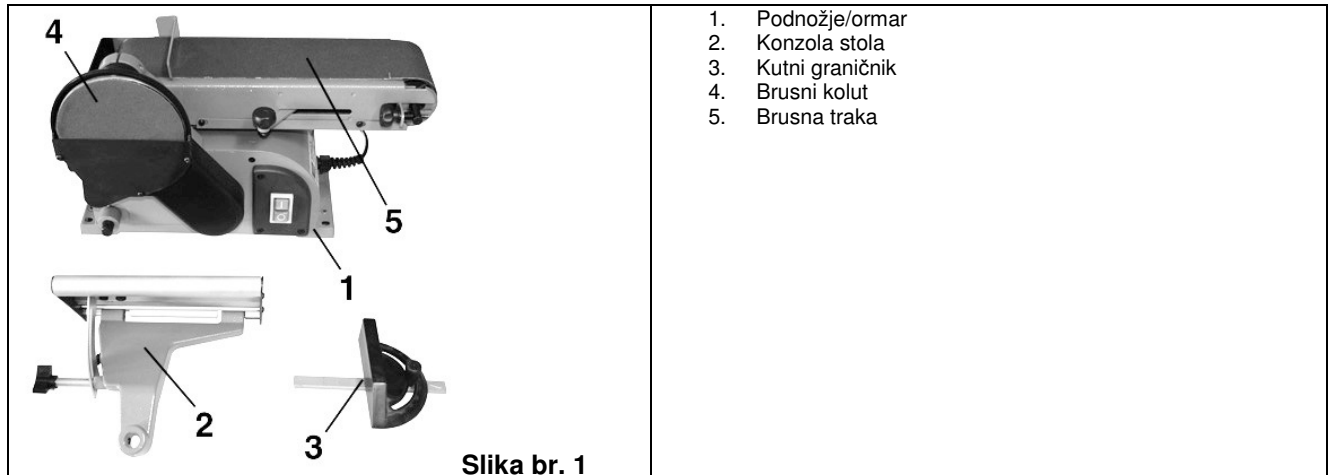 4
5
1
2
3
Slika br. 1
1. Podnožje/ormar
2. Konzola stola
3. Kutni graničnik
4. Brusni kolut
5. Brusna traka